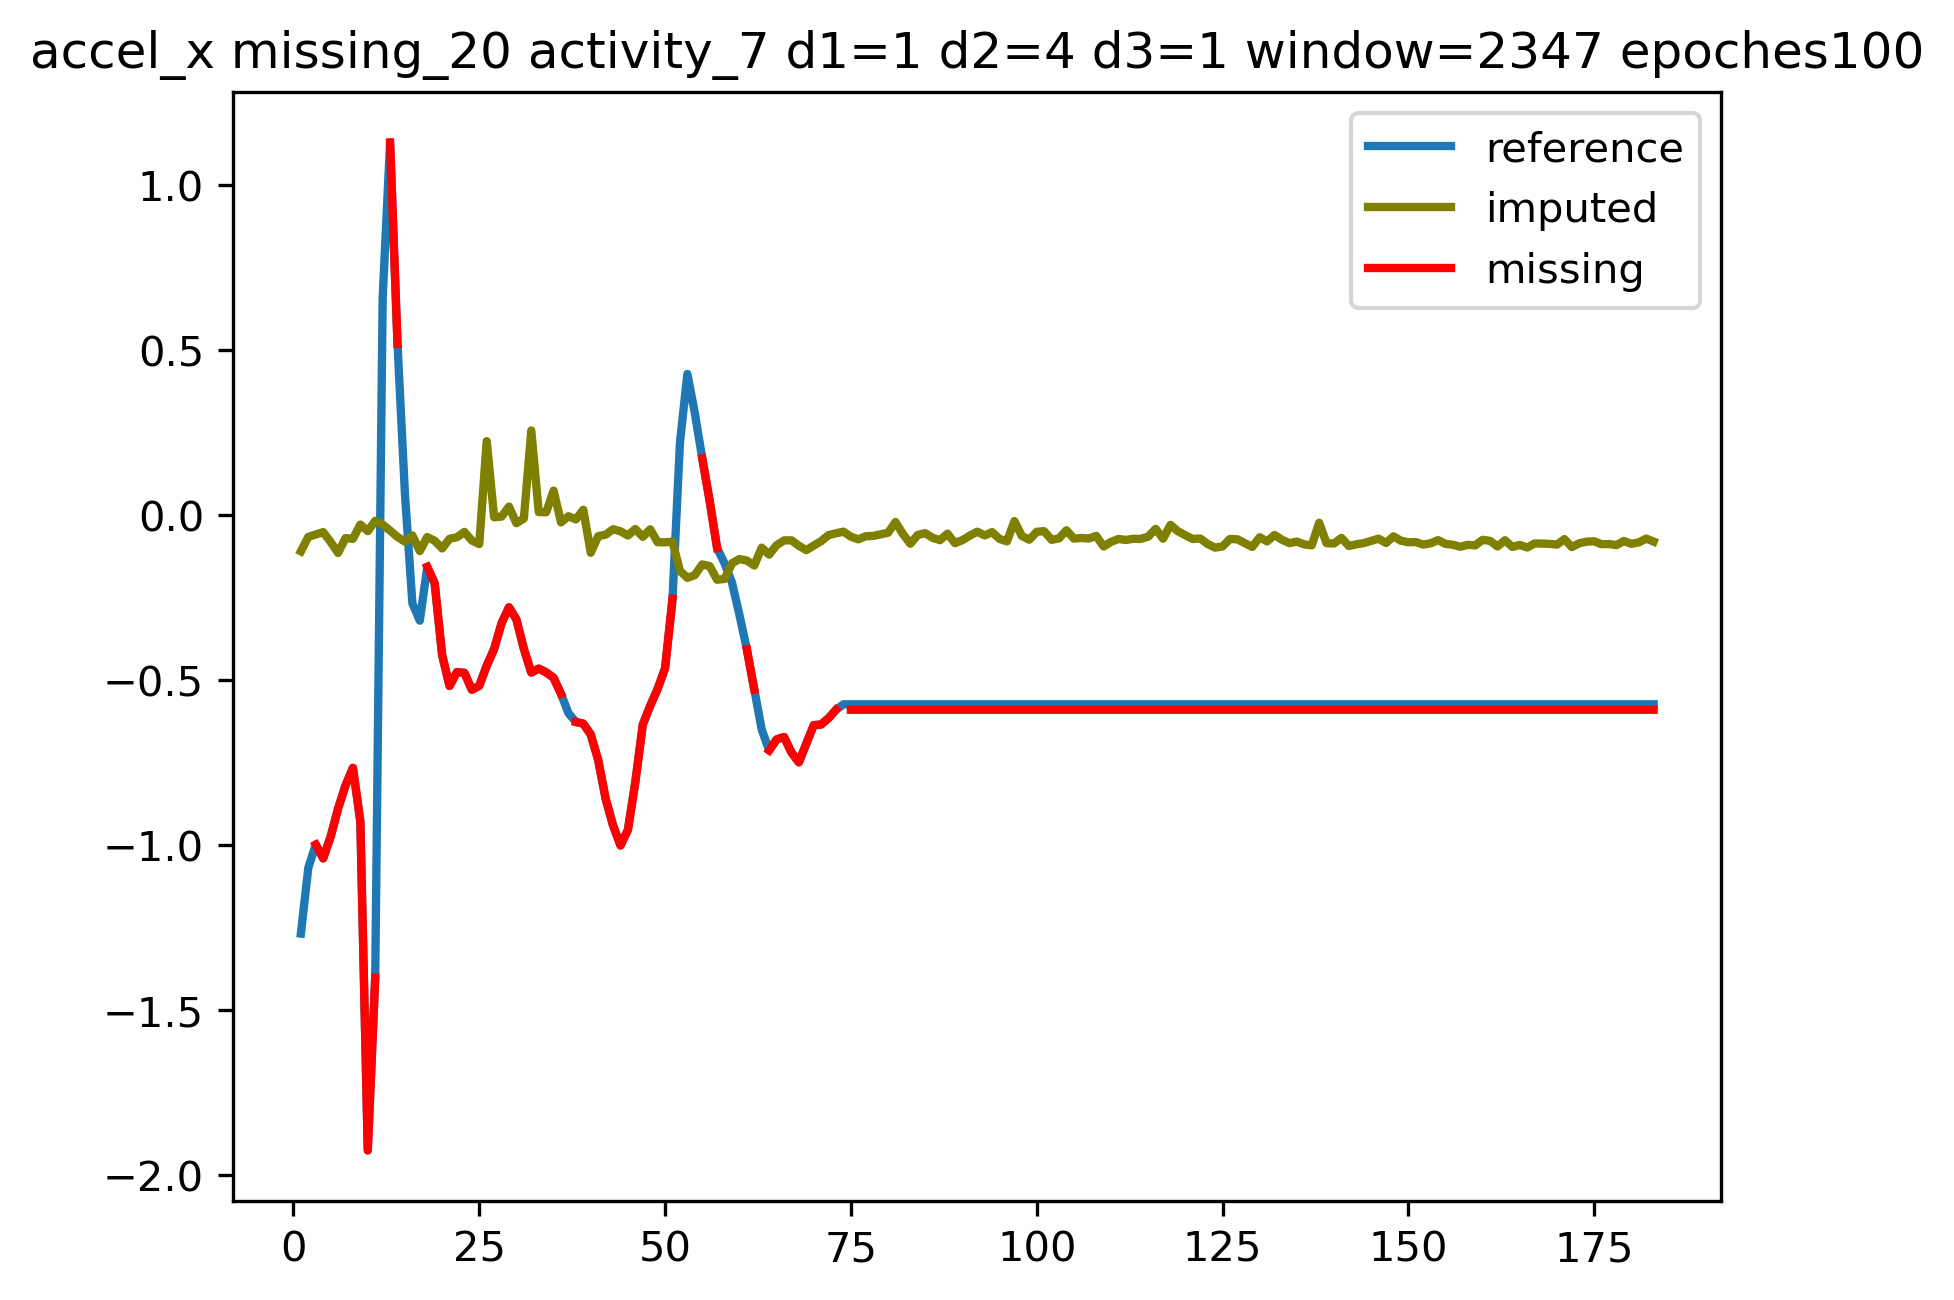 accel_x missing_20 activity_7 d1=1 d2=4 d3=1 window=2347 epoches100
reference
imputed
missing
1.0
0.5
0.0
−0.5
−1.0
−1.5
−2.0
0 25 50 75 100 125 150 175